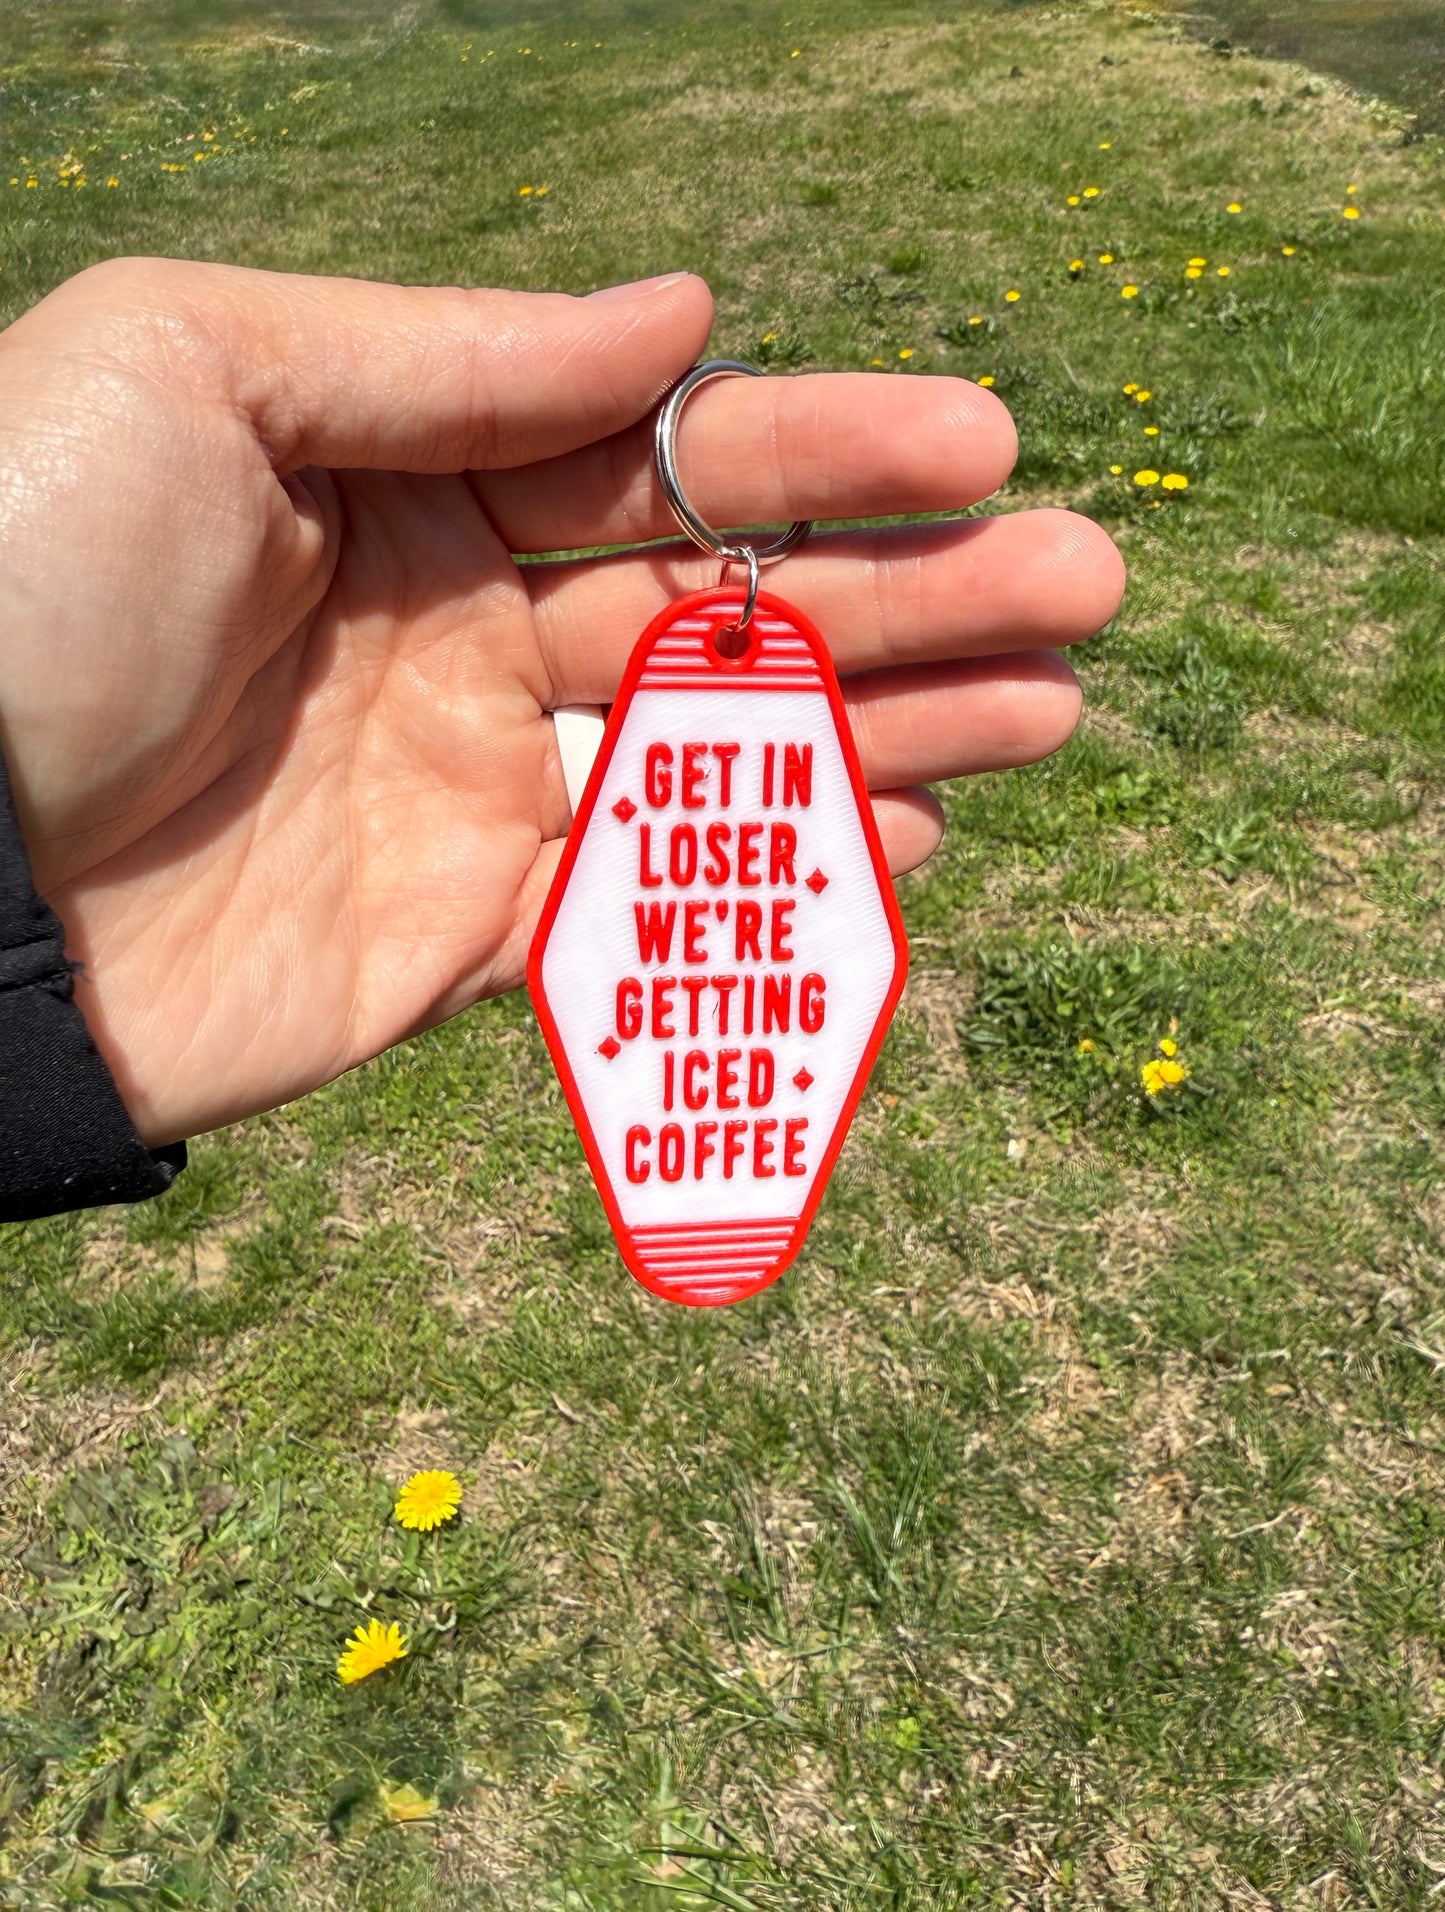 GET IN
LOSER
WE'RE
GETTING
ICED
COFFEE